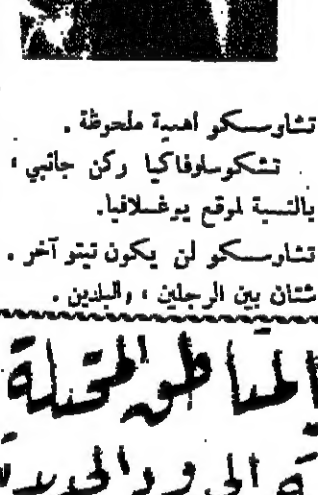 تشاوسسكو اهمية ملحوظة .
تشكوسلوفاكيا ركن جانبي ،
بالنسبة لموقع يوغسلافيا.
تشاوسسكو لن يكون تيتو آخر .
شتان بين الرجلين ، والبلدين .
المناطق المحتلة